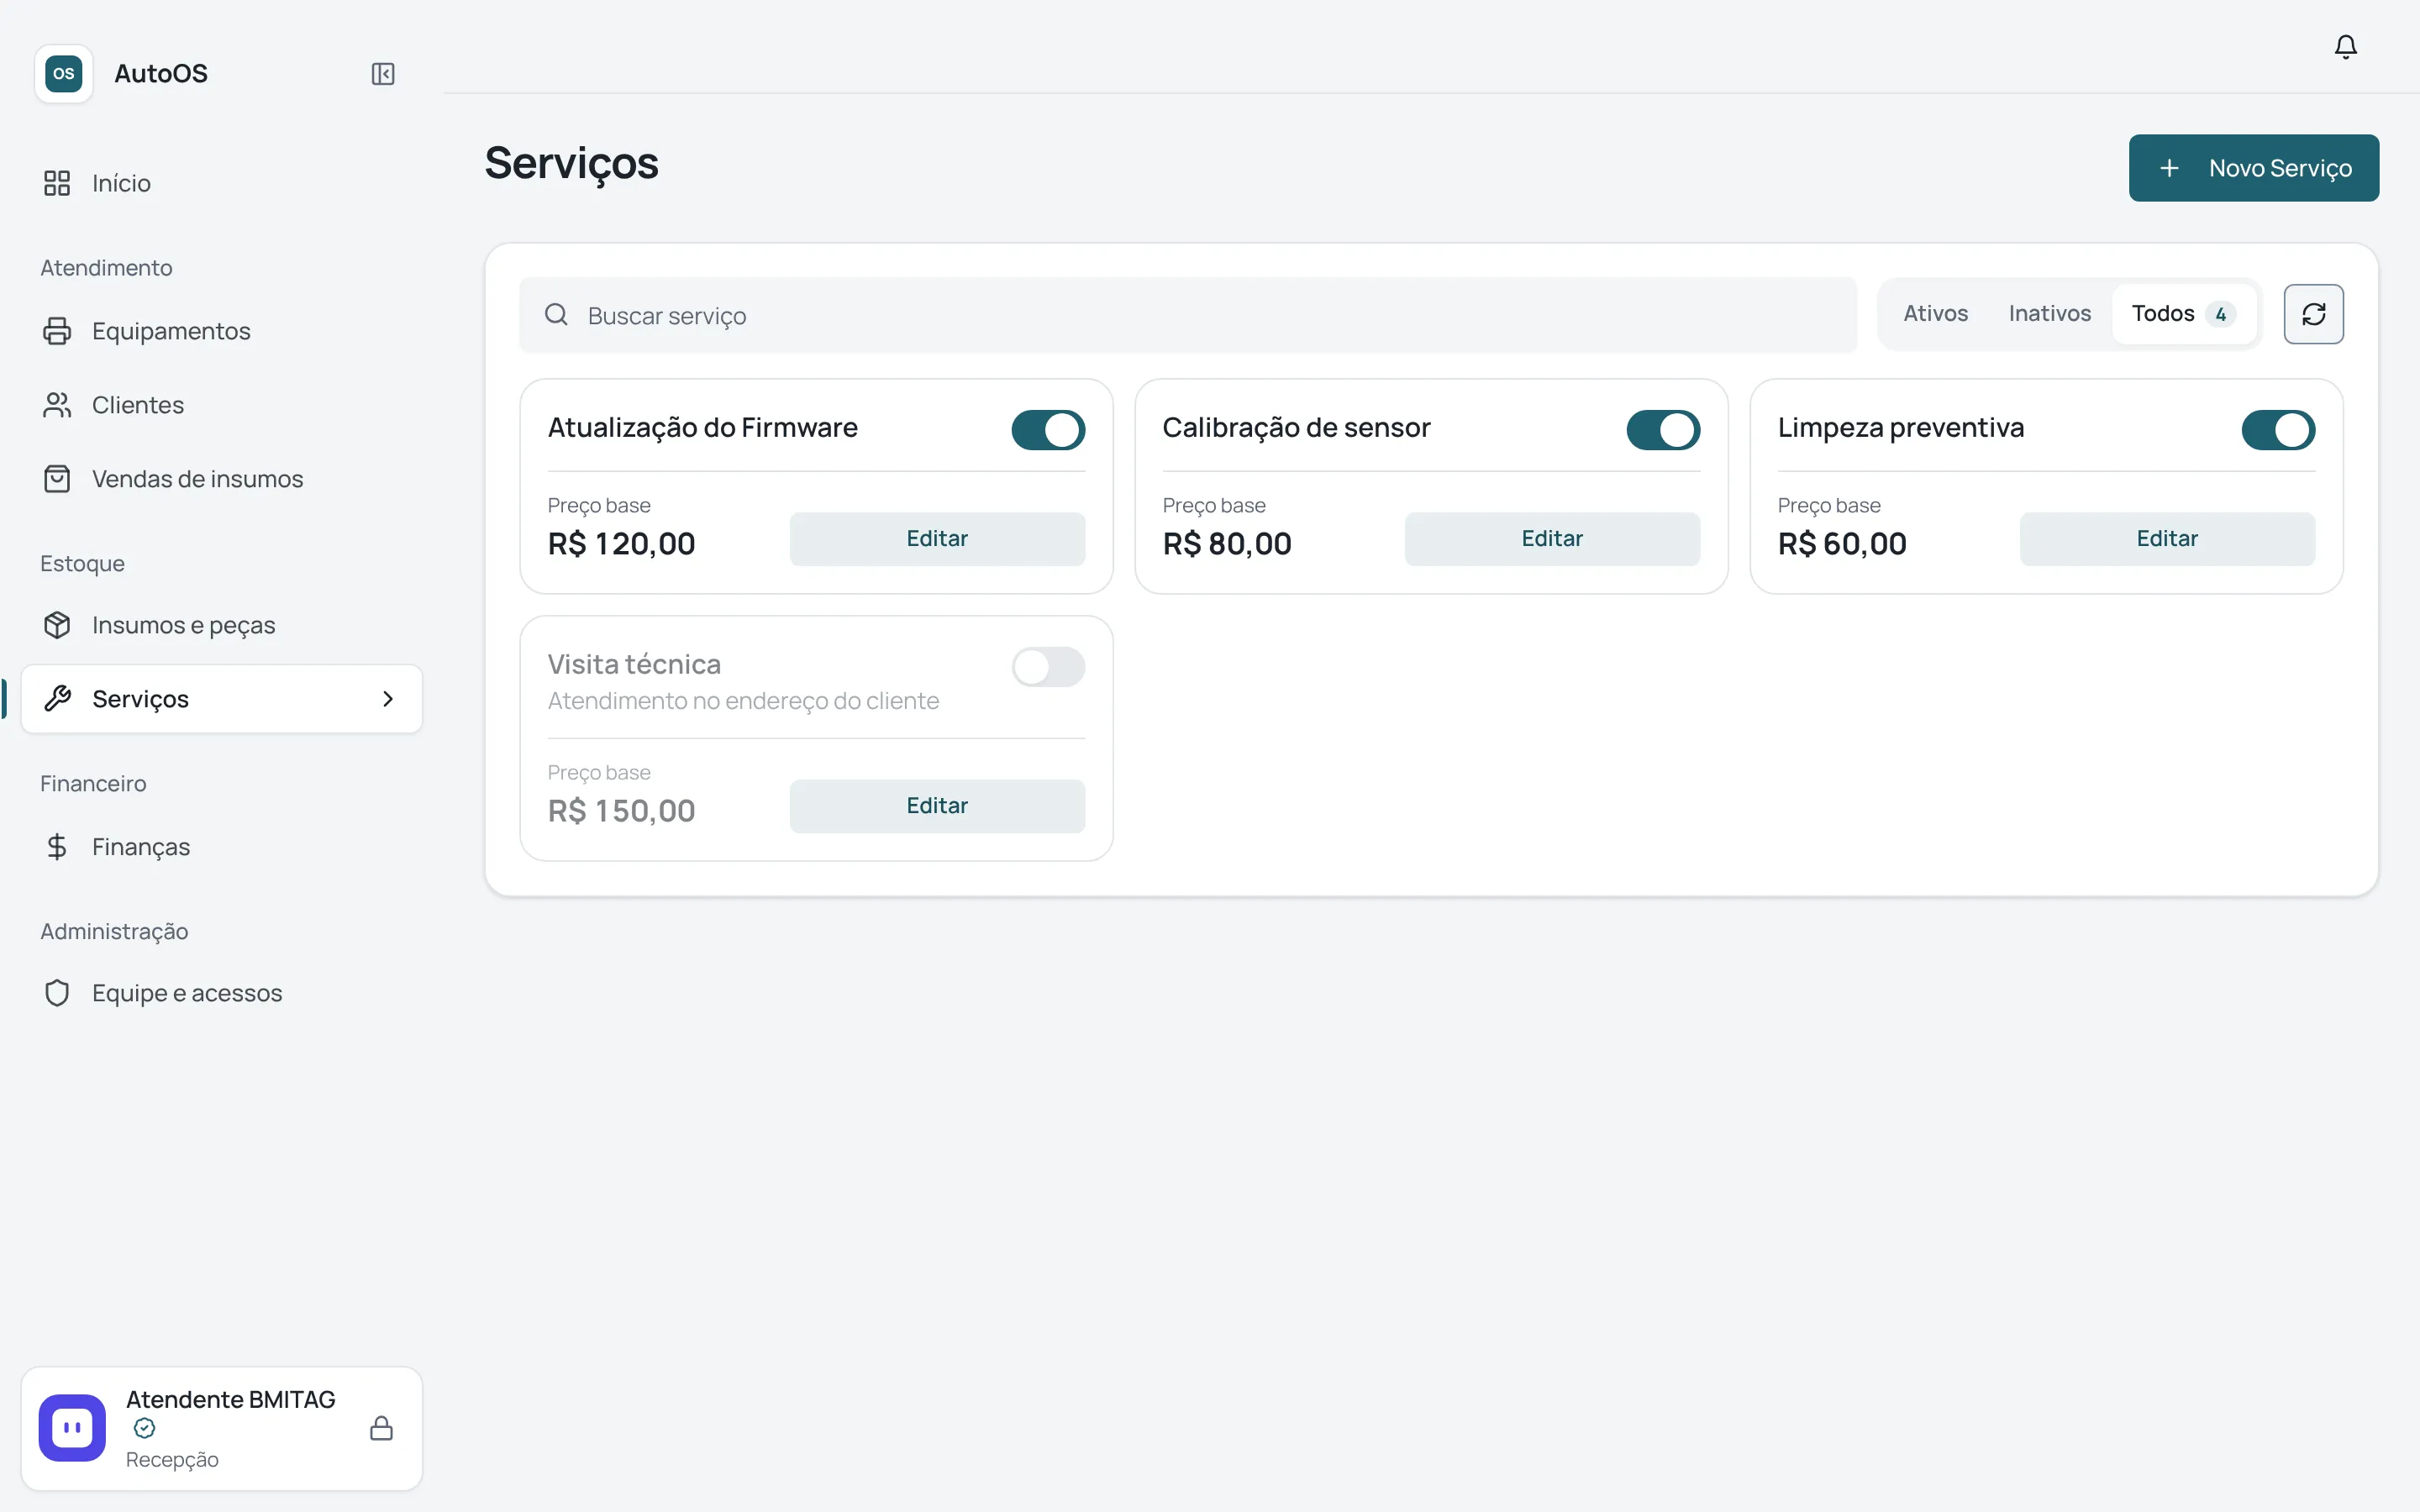 OS
AutoOS
Início
Atendimento
Equipamentos
Clientes
Vendas de insumos
Estoque
Insumos e peças
Serviços
Financeiro
Finanças
Administração
Equipe e acessos
Atendente BMITAG
Recepção
Serviços
+ Novo Serviço
Buscar serviço
Ativos Inativos Todos 4
Atualização do Firmware
Preço base
R$ 120,00
Editar
Calibração de sensor
Preço base
R$ 80,00
Editar
Limpeza preventiva
Preço base
R$ 60,00
Editar
Visita técnica
Atendimento no endereço do cliente
Preço base
R$ 150,00
Editar